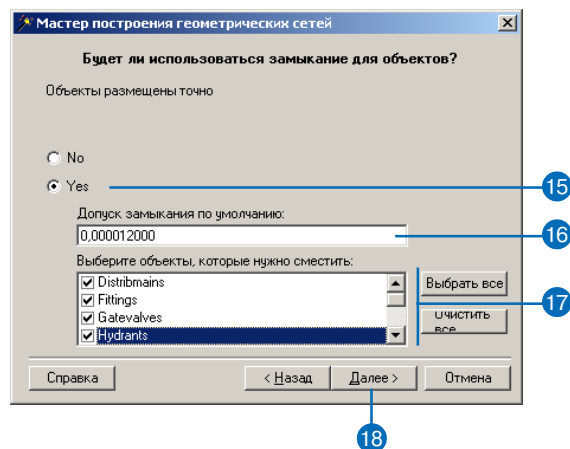 Мастер построения геометрических сетей
Будет ли использоваться замыкание для объектов?
Объекты размещены точно
No
Yes
15
Допуск замыкания по умолчанию:
0,000012000
16
Выберите объекты, которые нужно сместить:
Distribmains
Fittings
Gatevalves
Hydrants
Выбрать все
17
Очистить
все
Справка
< Назад
Далее >
Отмена
18